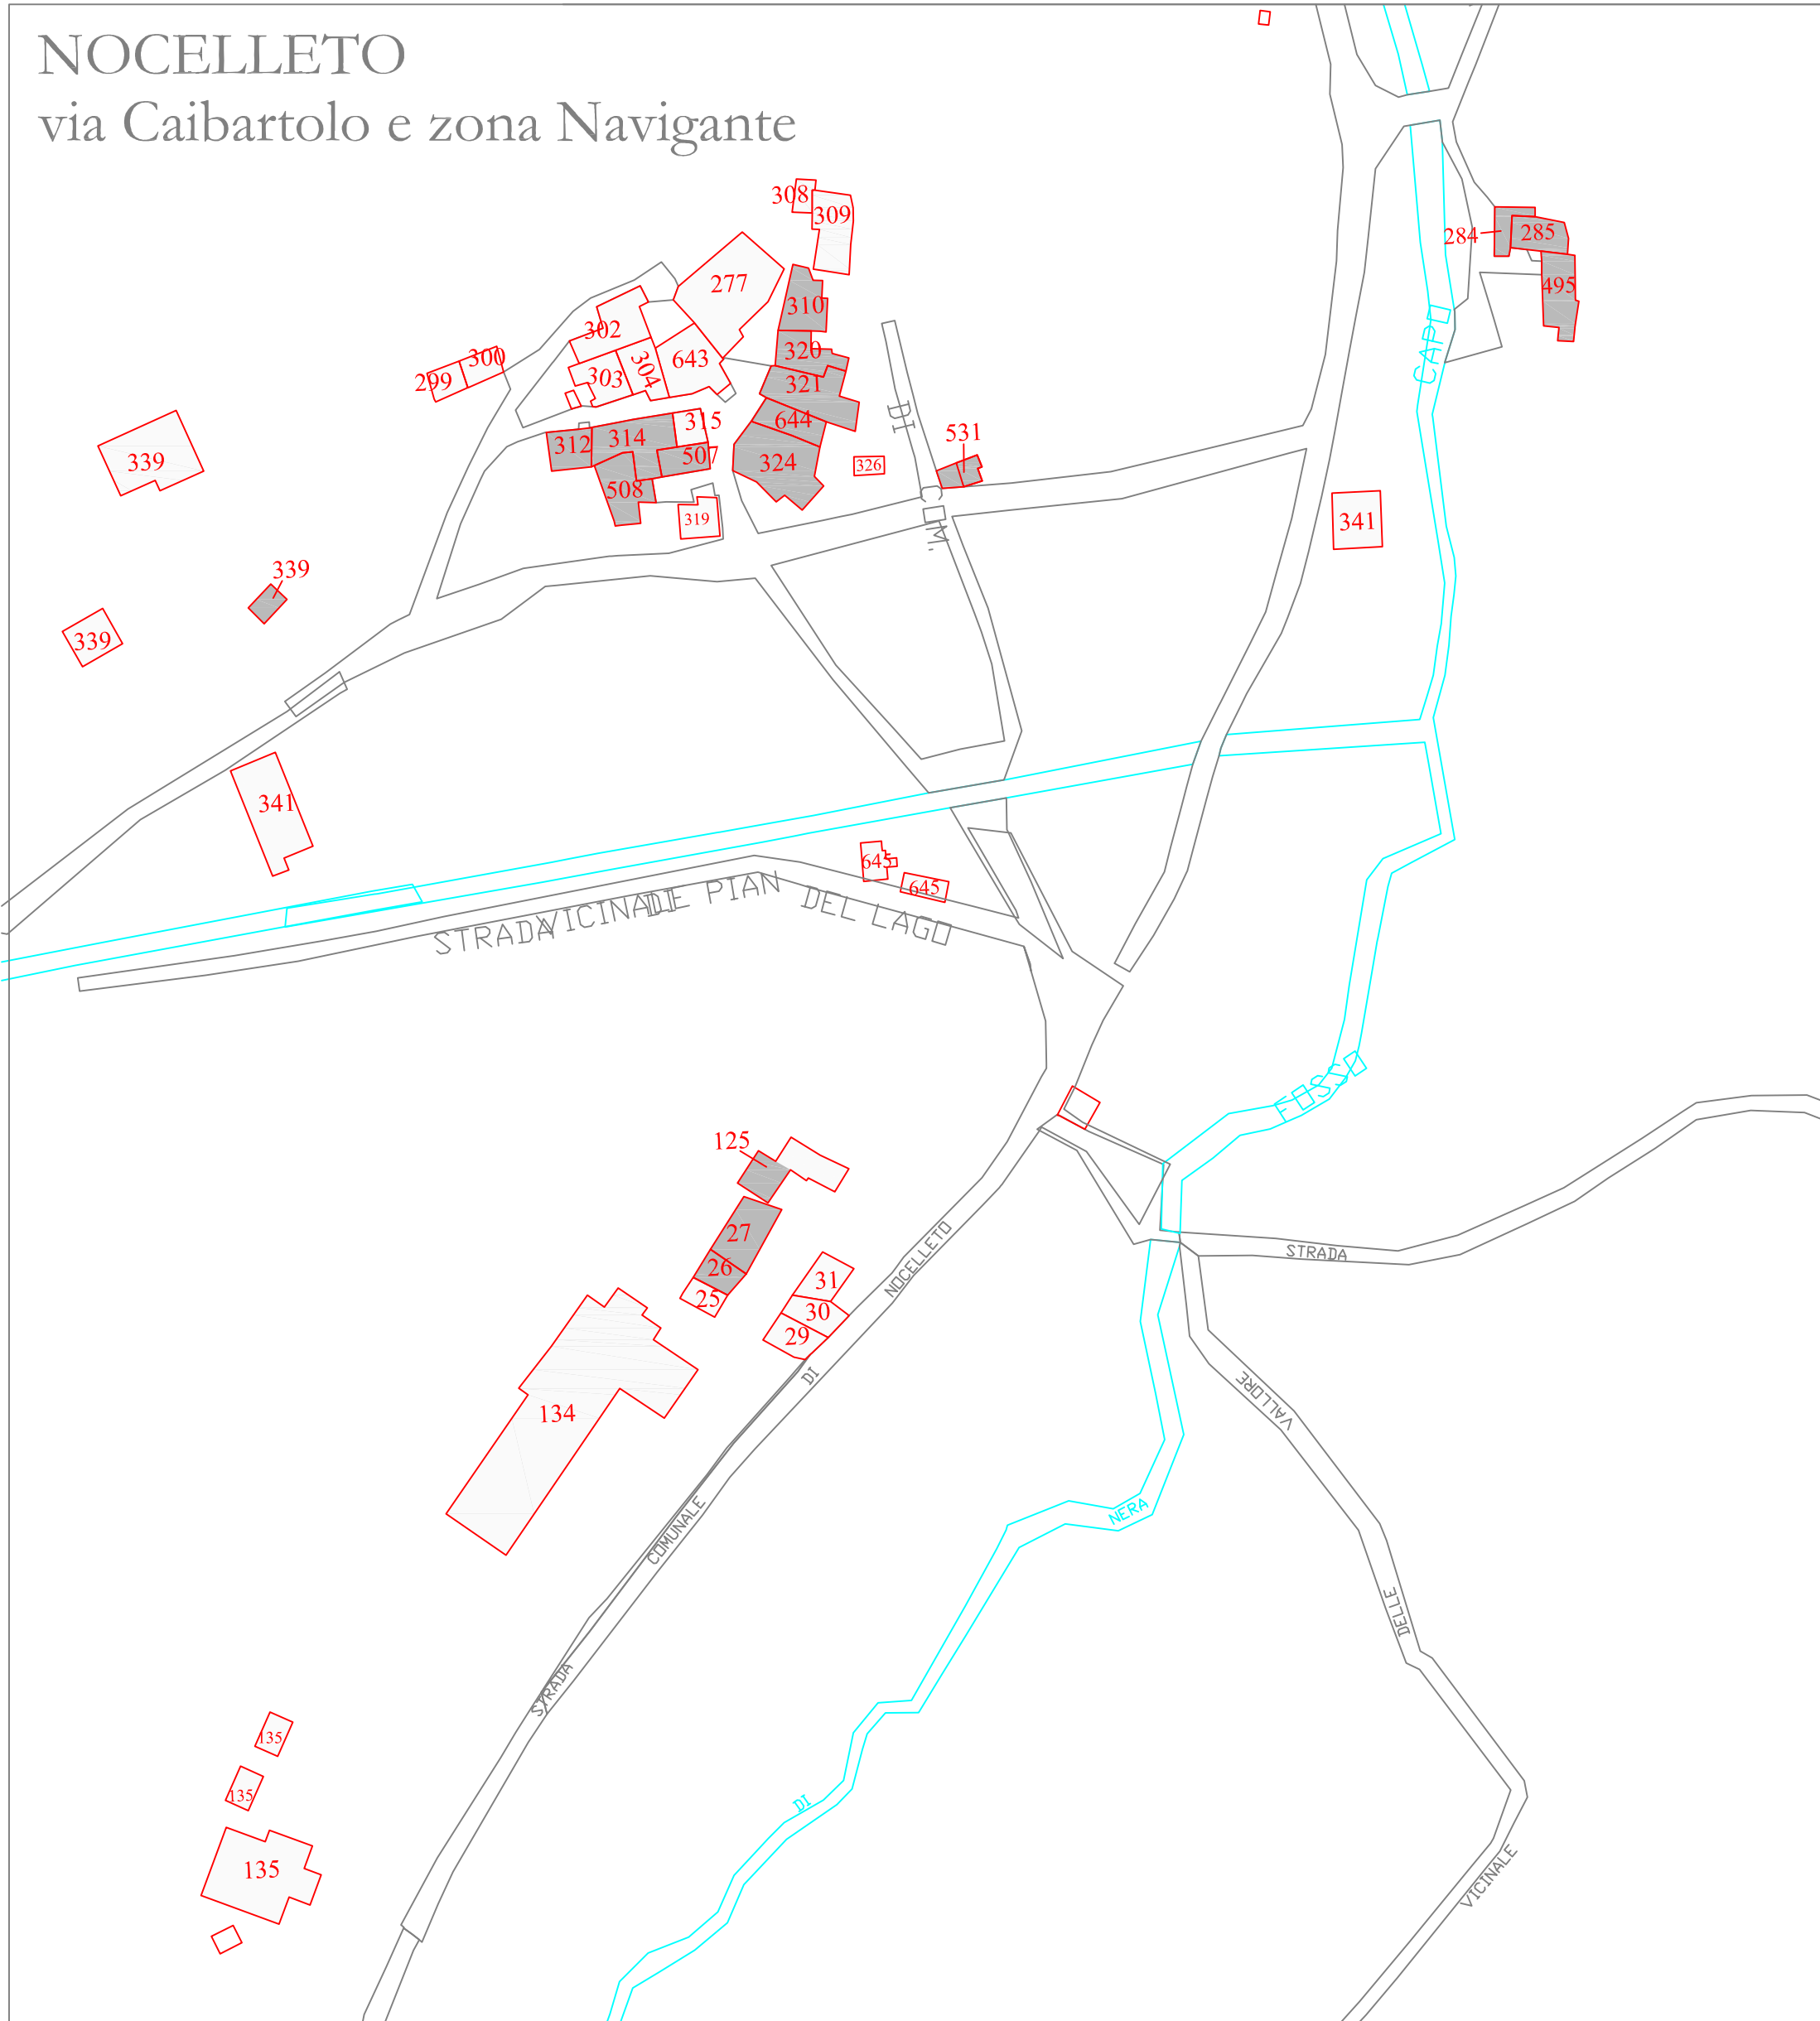 NOCELLETO
via Caibartolo e zona Navigante
308
309
284
285
277
495
310
302
CAPO
300
320
643
304
303
299
321
DI
644
315
531
312
314
507
324
326
339
508
CIM.
319
341
339
339
341
645
645
STRADA VICINALE DI PIAN DEL LAGO
FOSSO
125
27
NOCELLETO
STRADA
26
31
25
30
29
DI
VALLORE
134
NERA
COMUNALE
DELLE
STRADA
135
135
DI
135
VICINALE